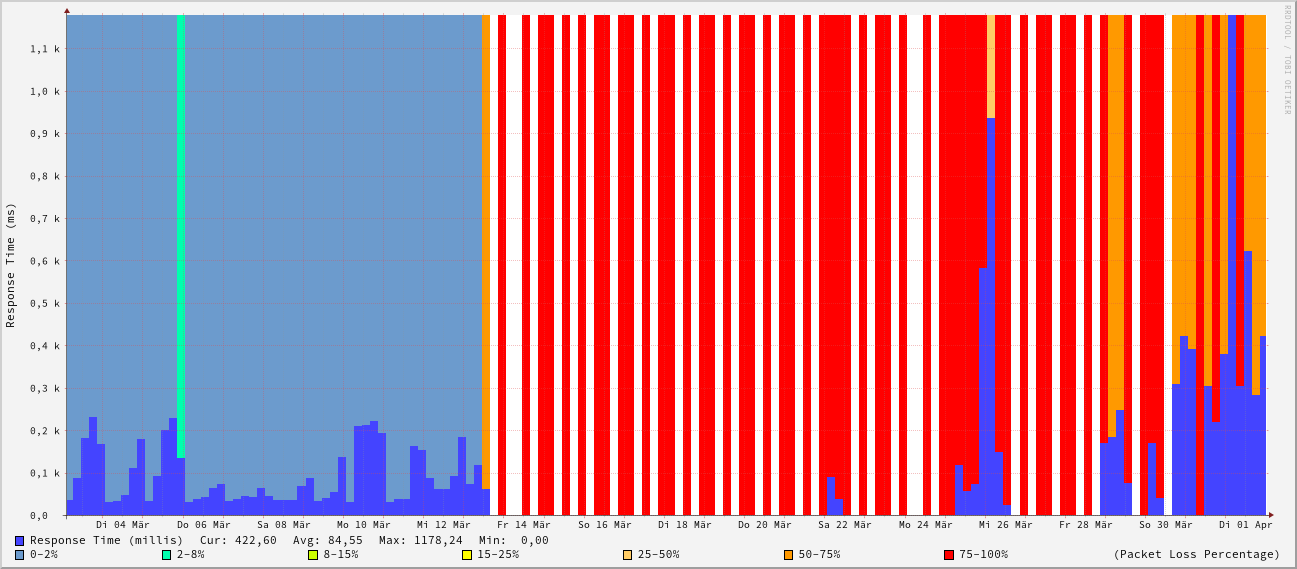 RRDTOOL / TOBI OETIKER
Response Time (ms)
1,1 k
1,0 k
0,9 k
0,8 k
0,7 k
0,6 k
0,5 k
0,4 k
0,3 k
0,2 k
0,1 k
0,0
Di 04 Mär Do 06 Mär Sa 08 Mär Mo 10 Mär Mi 12 Mär Fr 14 Mär So 16 Mär Di 18 Mär Do 20 Mär Sa 22 Mär Mo 24 Mär Mi 26 Mär Fr 28 Mär So 30 Mär Di 01 Apr
Response Time (millis) Cur: 422,60 Avg: 84,55 Max: 1178,24 Min: 0,00
0-2% 2-8% 8-15% 15-25% 25-50% 50-75% 75-100% (Packet Loss Percentage)